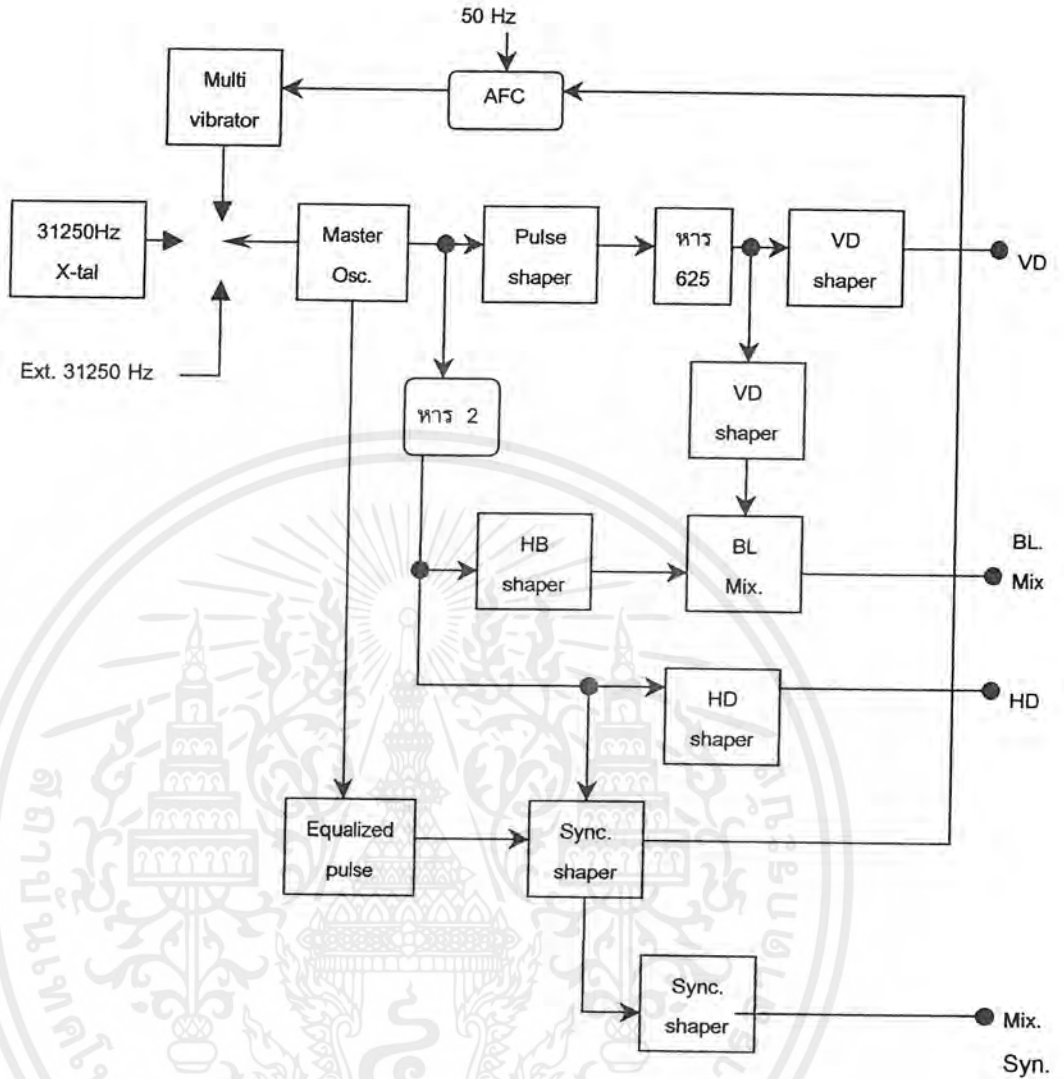 50 Hz
Multi
vibrator
AFC
31250Hz
X-tal
Master
Osc.
Pulse
shaper
หาร
625
VD
shaper
VD
Ext. 31250 Hz
หาร 2
VD
shaper
HB
shaper
BL
Mix.
BL.
Mix
HD
shaper
HD
Equalized
pulse
Sync.
shaper
Sync.
shaper
Mix.
Syn.